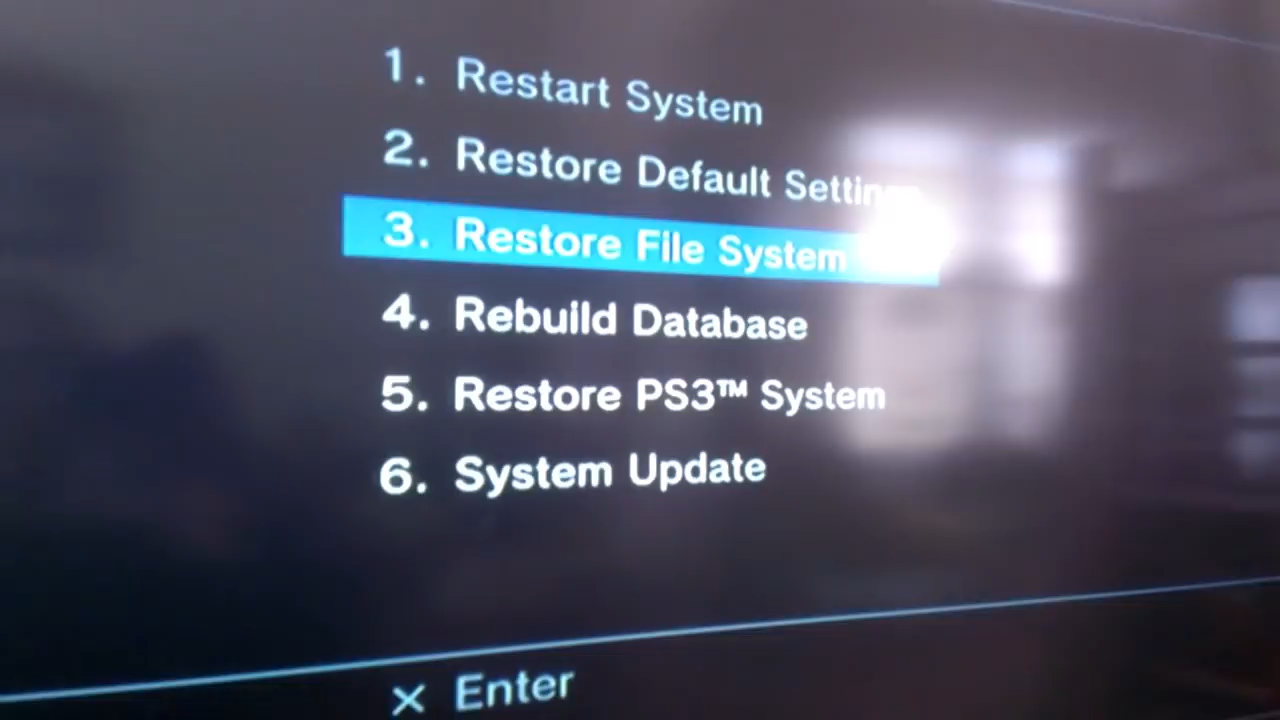 1. Restart System
2. Restore Default
3. Restore File System
4. Rebuild Database
5. Restore PS3™ System
6. System Update
× Enter